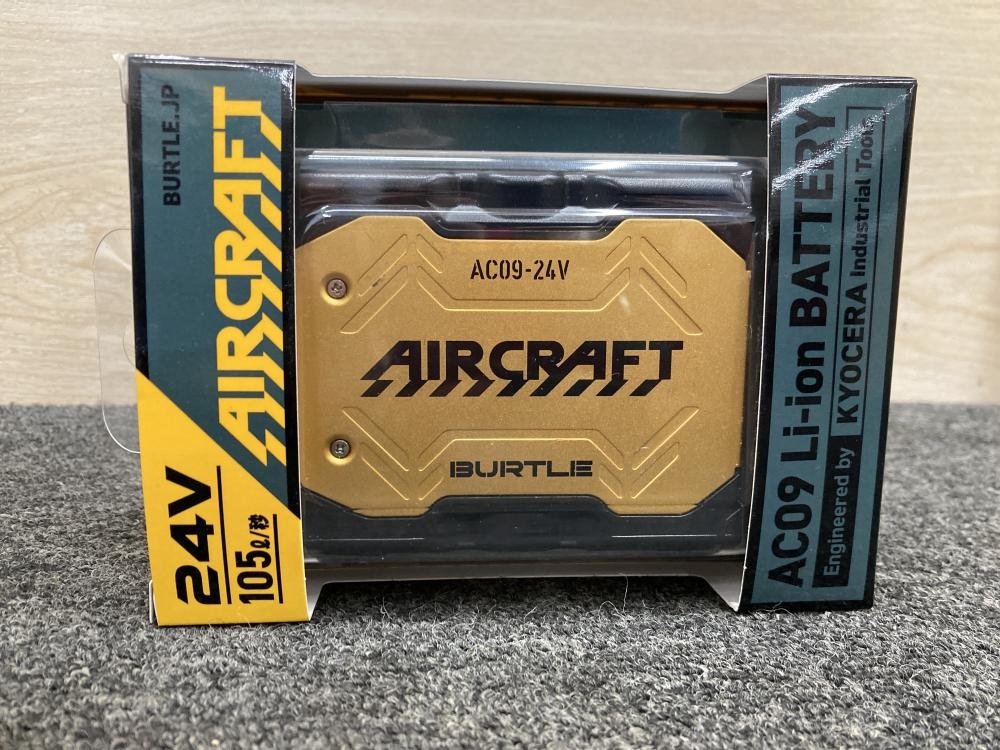 BURTLE.JP
AIRCRAFT
24V
105ℓ/秒
AC09-24V
AIRCRAFT
BURTLE
AC09 Li-ion BATTERY
Engineered by KYOCERA Industrial Tools